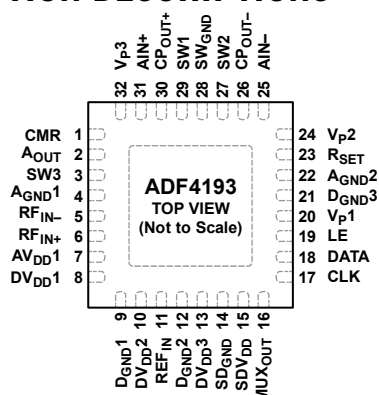 32 VP3
31 AIN+
30 CPOUT+
29 SW1
28 SWGND
27 SW2
26 CPOUT–
25 AIN–
CMR 1
AOUT 2
SW3 3
AGND1 4
RFIN– 5
RFIN+ 6
AVDD1 7
DVDD1 8
ADF4193
TOP VIEW
(Not to Scale)
24 VP2
23 RSET
22 AGND2
21 DGND3
20 VP1
19 LE
18 DATA
17 CLK
DGND1 9
DVDD2 10
REFIN 11
DGND2 12
DVDD3 13
SDGND 14
SDVDD 15
MUXOUT 16